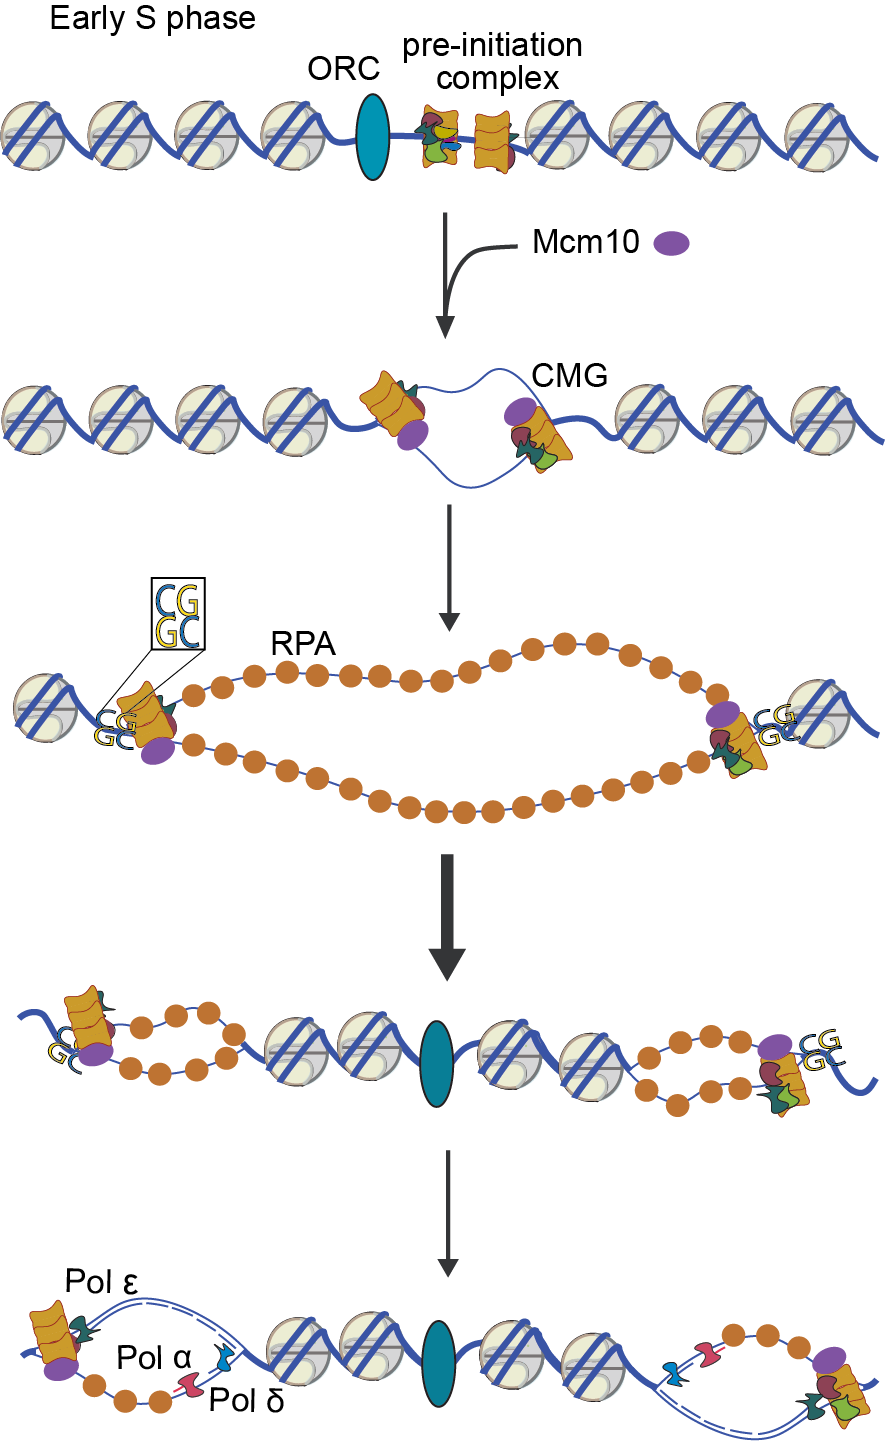 Early S phase
ORC
pre-initiation
complex
Mcm10
CMG
CG
GC
RPA
CG
GC
CG
GC
C
GC
CG
GC
Pol ε
Pol α
Pol δ